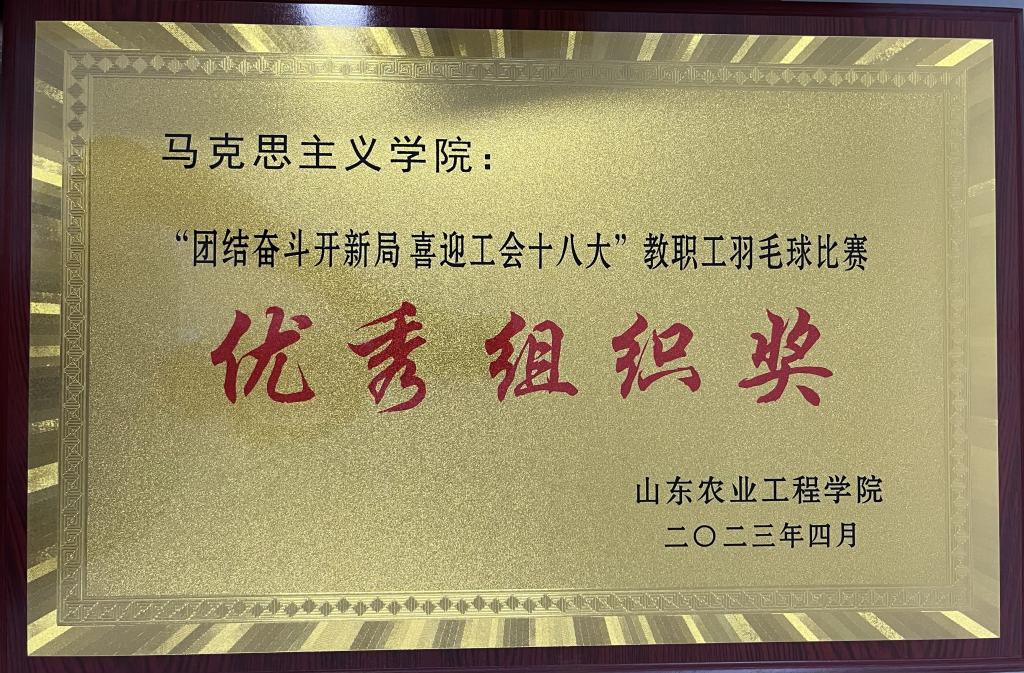 马克思主义学院：
“团结奋斗开新局 喜迎工会十八大”教职工羽毛球比赛
优秀组织奖
山东农业工程学院
二〇二三年四月